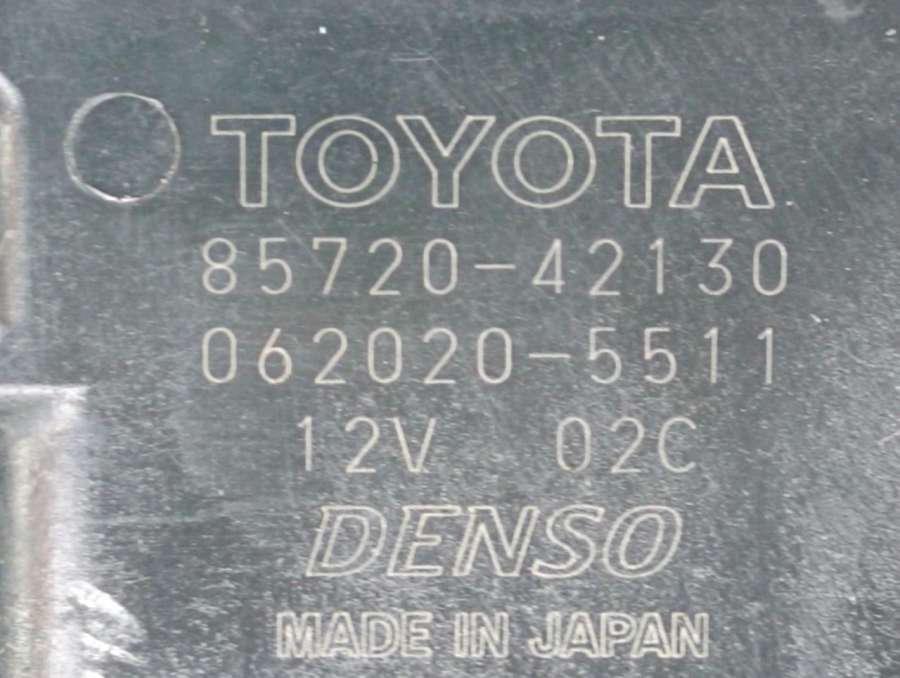 TOYOTA
85720-42130
062020-5511
12V 02C
DENSO
MADE IN JAPAN